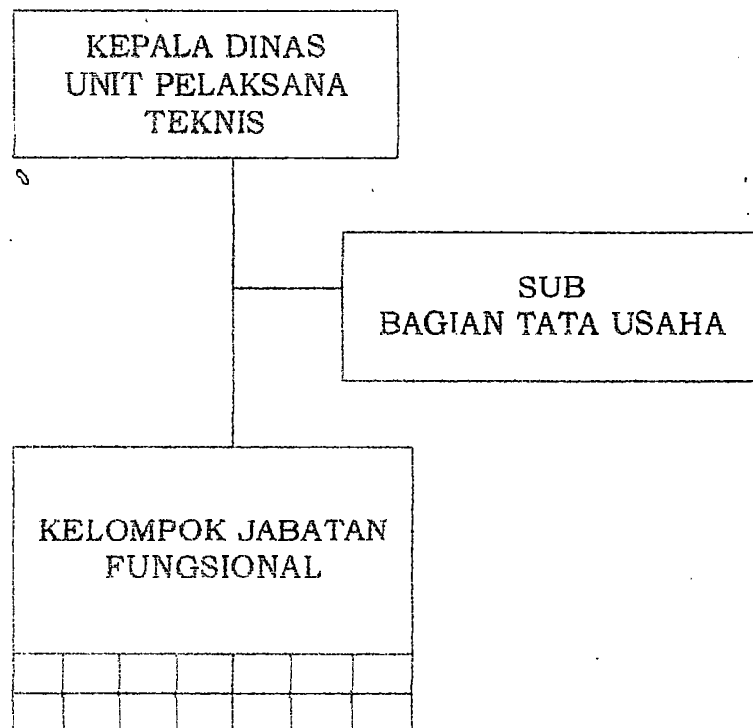 KEPALA DINAS
UNIT PELAKSANA
TEKNIS
SUB
BAGIAN TATA USAHA
KELOMPOK JABATAN
FUNGSIONAL